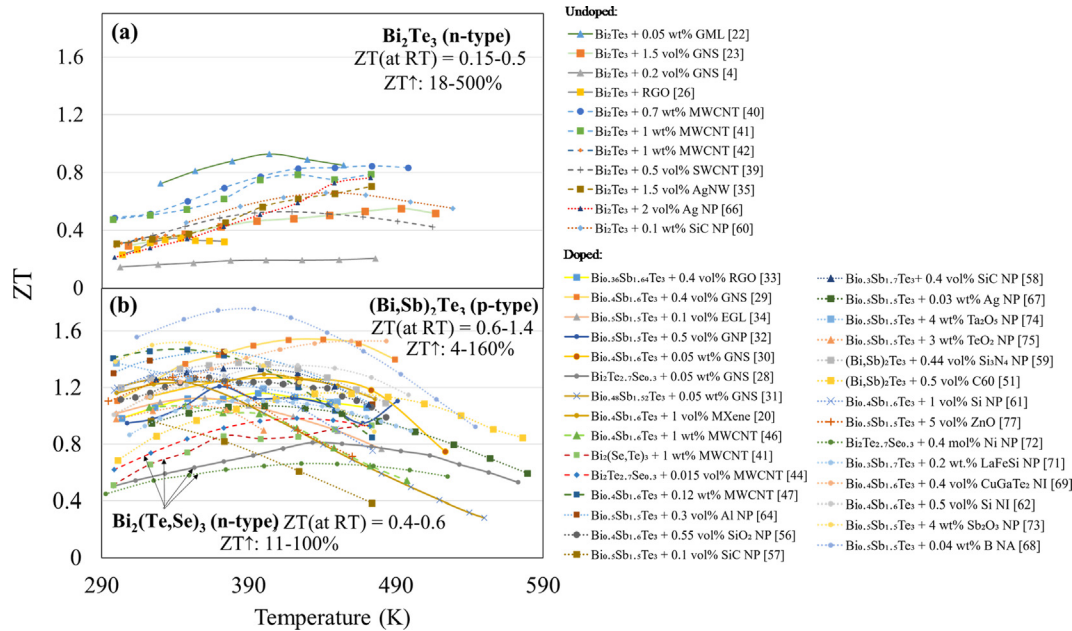 (a)
Bi₂Te₃ (n-type)
ZT(at RT) = 0.15-0.5
ZT↑: 18-500%
1.6
1.2
0.8
0.4
0
ZT
(b)
(Bi,Sb)₂Te₃ (p-type)
ZT(at RT) = 0.6-1.4
ZT↑: 4-160%
1.6
1.2
0.8
0.4
0
Bi₂(Te,Se)₃ (n-type) ZT(at RT) = 0.4-0.6
ZT↑: 11-100%
290
390
490
590
Temperature (K)
Undoped:
Bi₂Te₃ + 0.05 wt% GML [22]
Bi₂Te₃ + 1.5 vol% GNS [23]
Bi₂Te₃ + 0.2 vol% GNS [4]
Bi₂Te₃ + RGO [26]
Bi₂Te₃ + 0.7 wt% MWCNT [40]
Bi₂Te₃ + 1 wt% MWCNT [41]
Bi₂Te₃ + 1 wt% MWCNT [42]
Bi₂Te₃ + 0.5 vol% SWCNT [39]
Bi₂Te₃ + 1.5 vol% AgNW [35]
Bi₂Te₃ + 2 vol% Ag NP [66]
Bi₂Te₃ + 0.1 wt% SiC NP [60]
Doped:
Bi₀.₃₆Sb₁.₆₄Te₃ + 0.4 vol% RGO [33]
Bi₀.₄Sb₁.₆Te₃ + 0.4 vol% GNS [29]
Bi₀.₅Sb₁.₅Te₃ + 0.1 vol% EGL [34]
Bi₀.₅Sb₁.₅Te₃ + 0.5 vol% GNP [32]
Bi₀.₄Sb₁.₆Te₃ + 0.05 wt% GNS [30]
Bi₂Te₂.₇Se₀.₃ + 0.05 wt% GNS [28]
Bi₀.₄₈Sb₁.₅₂Te₃ + 0.05 wt% GNS [31]
Bi₀.₄Sb₁.₆Te₃ + 1 vol% MXene [20]
Bi₀.₄Sb₁.₆Te₃ + 1 wt% MWCNT [46]
Bi₂(Se,Te)₃ + 1 wt% MWCNT [41]
Bi₂Te₂.₇Se₀.₃ + 0.015 vol% MWCNT [44]
Bi₀.₄Sb₁.₆Te₃ + 0.12 wt% MWCNT [47]
Bi₀.₅Sb₁.₅Te₃ + 0.3 vol% Al NP [64]
Bi₀.₄Sb₁.₆Te₃ + 0.55 vol% SiO₂ NP [56]
Bi₀.₅Sb₁.₅Te₃ + 0.1 vol% SiC NP [57]
Bi₀.₃Sb₁.₇Te₃+ 0.4 vol% SiC NP [58]
Bi₀.₅Sb₁.₅Te₃ + 0.03 wt% Ag NP [67]
Bi₀.₅Sb₁.₅Te₃ + 4 wt% Ta₂O₅ NP [74]
Bi₀.₅Sb₁.₅Te₃ + 3 wt% TeO₂ NP [75]
(Bi,Sb)₂Te₃ + 0.44 vol% Si₃N₄ NP [59]
(Bi,Sb)₂Te₃ + 0.5 vol% C60 [51]
Bi₀.₄Sb₁.₆Te₃ + 1 vol% Si NP [61]
Bi₀.₅Sb₁.₅Te₃ + 5 vol% ZnO [77]
Bi₂Te₂.₇Se₀.₃ + 0.4 mol% Ni NP [72]
Bi₀.₃Sb₁.₇Te₃ + 0.2 wt.% LaFeSi NP [71]
Bi₀.₄Sb₁.₆Te₃ + 0.4 vol% CuGaTe₂ NI [69]
Bi₀.₄Sb₁.₆Te₃ + 0.5 vol% Si NI [62]
Bi₀.₅Sb₁.₅Te₃ + 4 wt% Sb₂O₃ NP [73]
Bi₀.₅Sb₁.₅Te₃ + 0.04 wt% B NA [68]